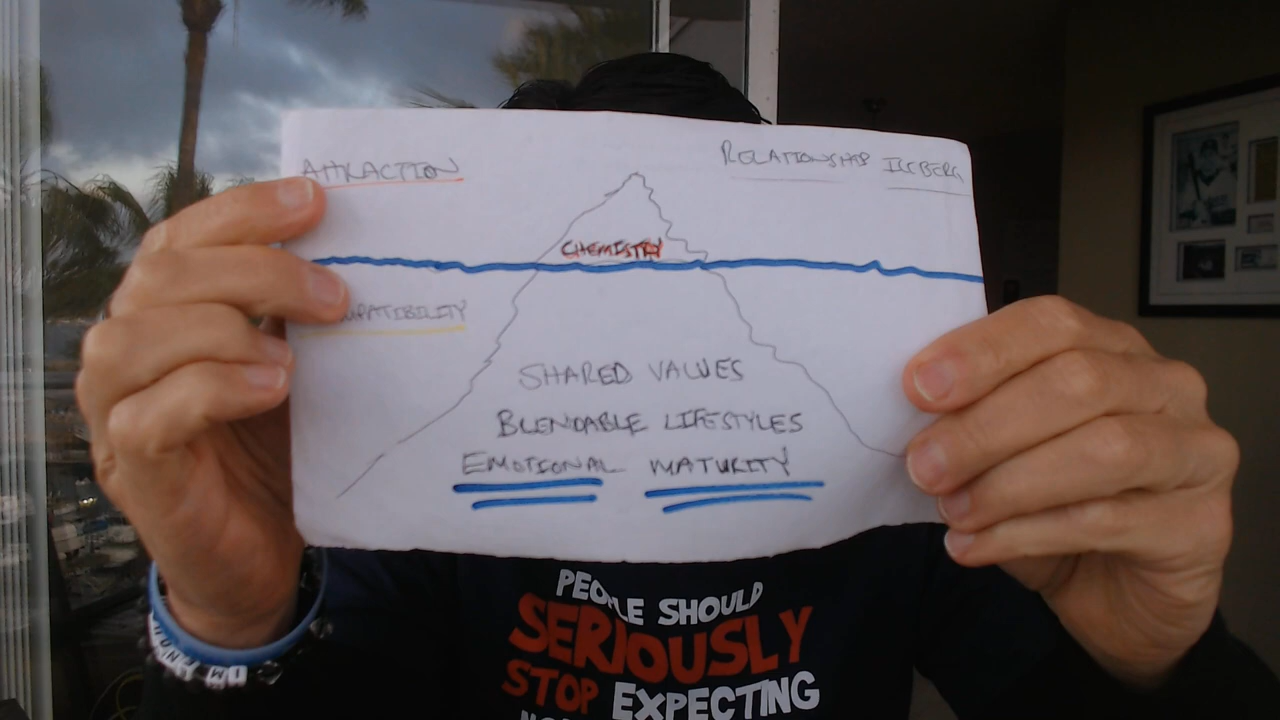 ATTRACTION
RELATIONSHIP ICEBERG
CHEMISTRY
SHARED VALUES
BLENDABLE LIFESTYLES
EMOTIONAL MATURITY
PEOPLE SHOULD
SERIOUSLY
STOP EXPECTING